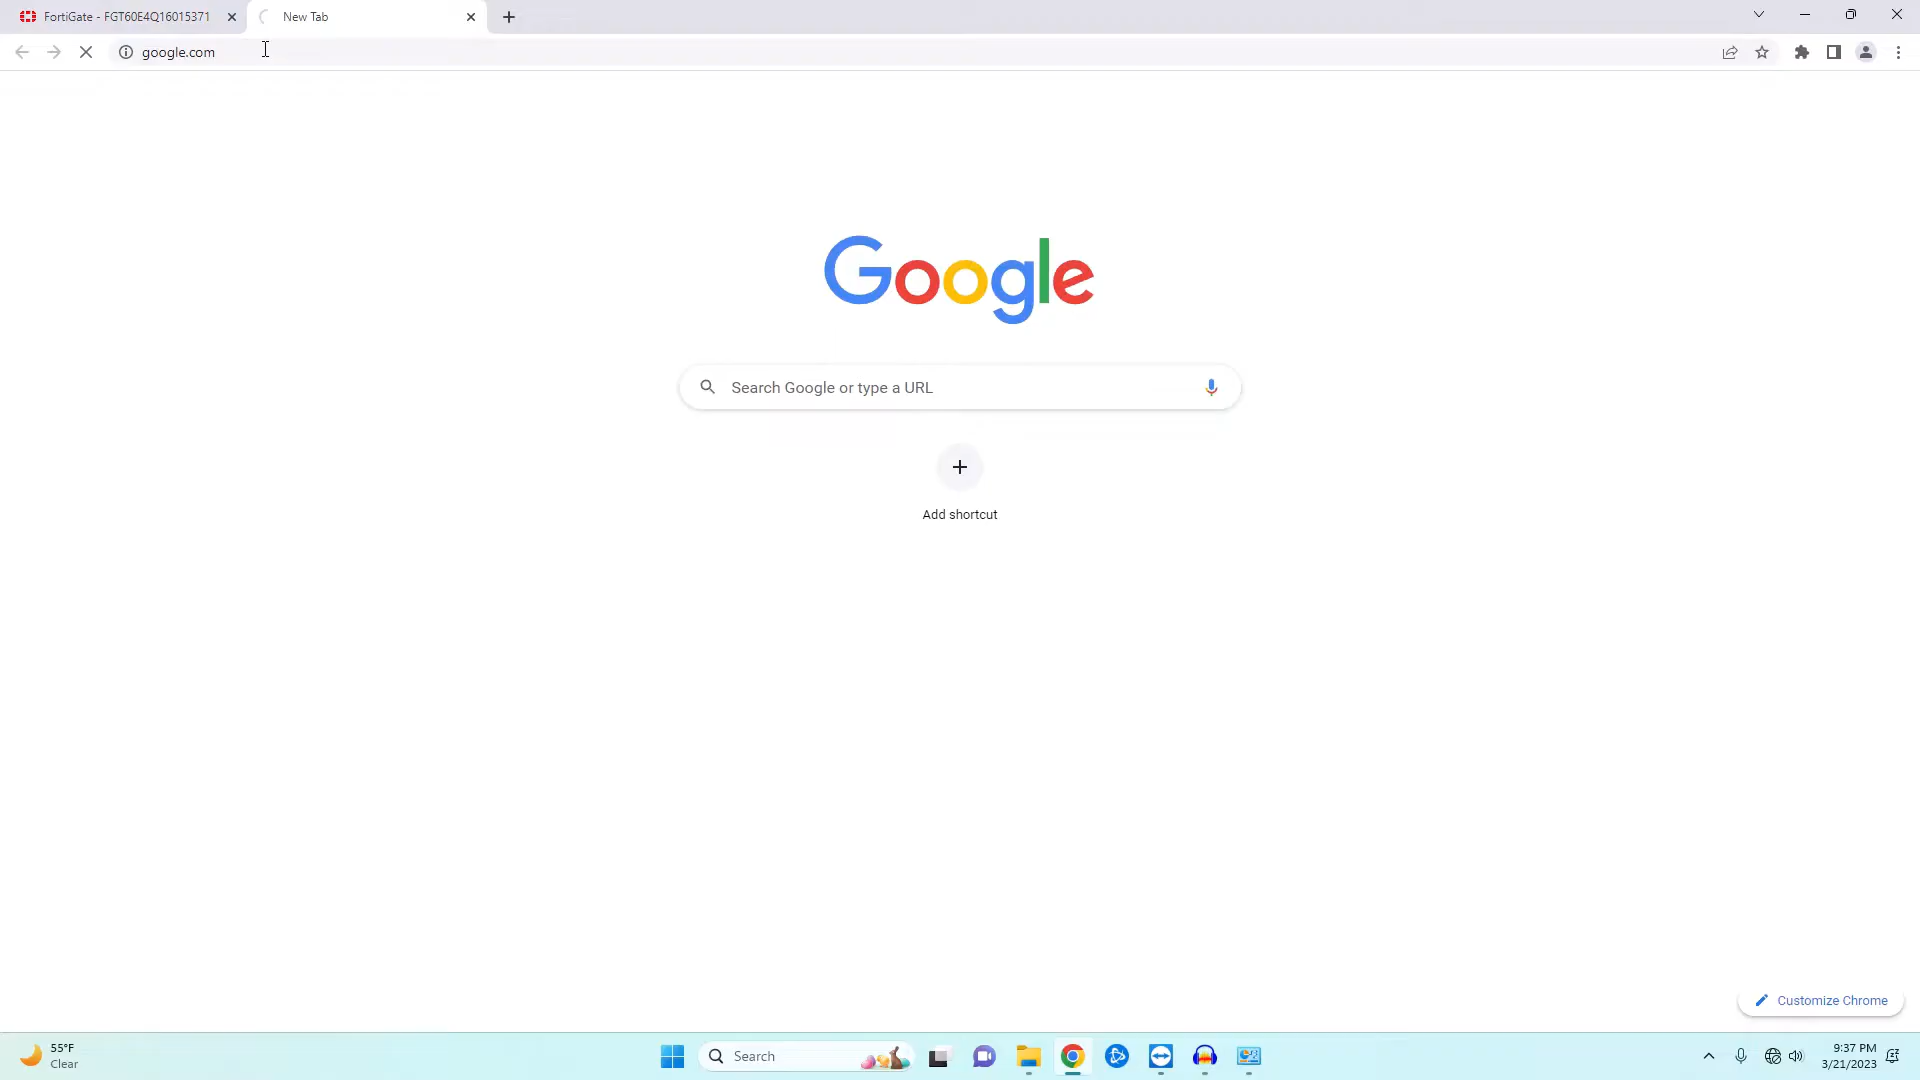 FortiGate - FGT60E4Q16015371
New Tab
google.com
Google
Search Google or type a URL
Add shortcut
Customize Chrome
55°F
Clear
Search
9:37 PM
3/21/2023